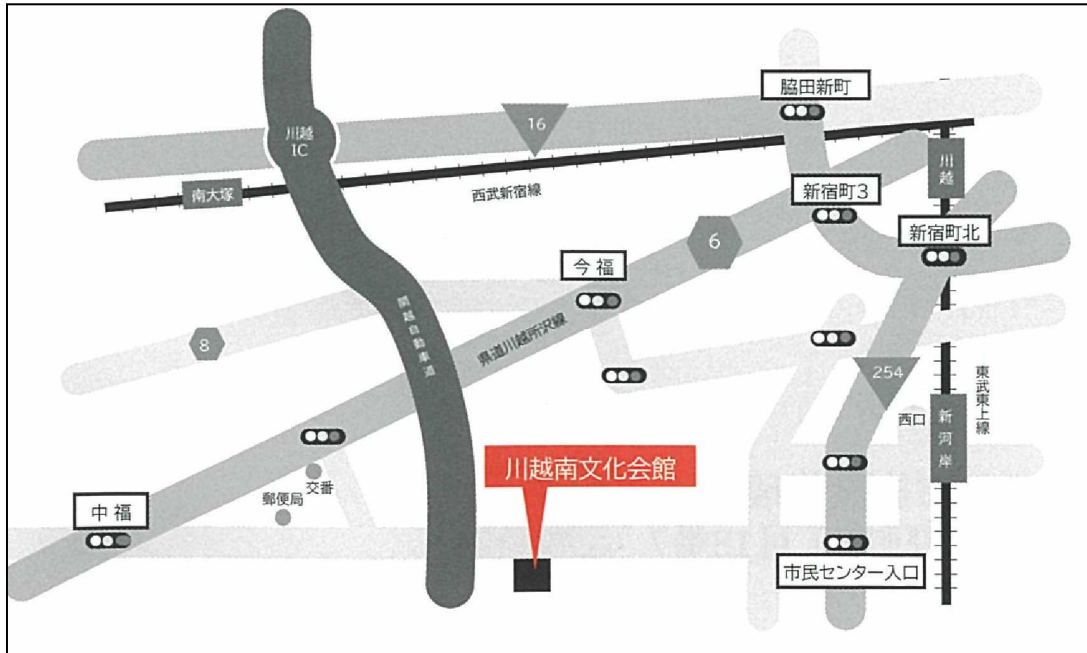 脇田新町
16
川越
IC
川越
南大塚
西武新宿線
新宿町3
新宿町北
6
今福
関越自動車道
8
県道川越所沢線
254
東武東上線
西口
新河岸
川越南文化会館
交番
郵便局
中福
市民センター入口